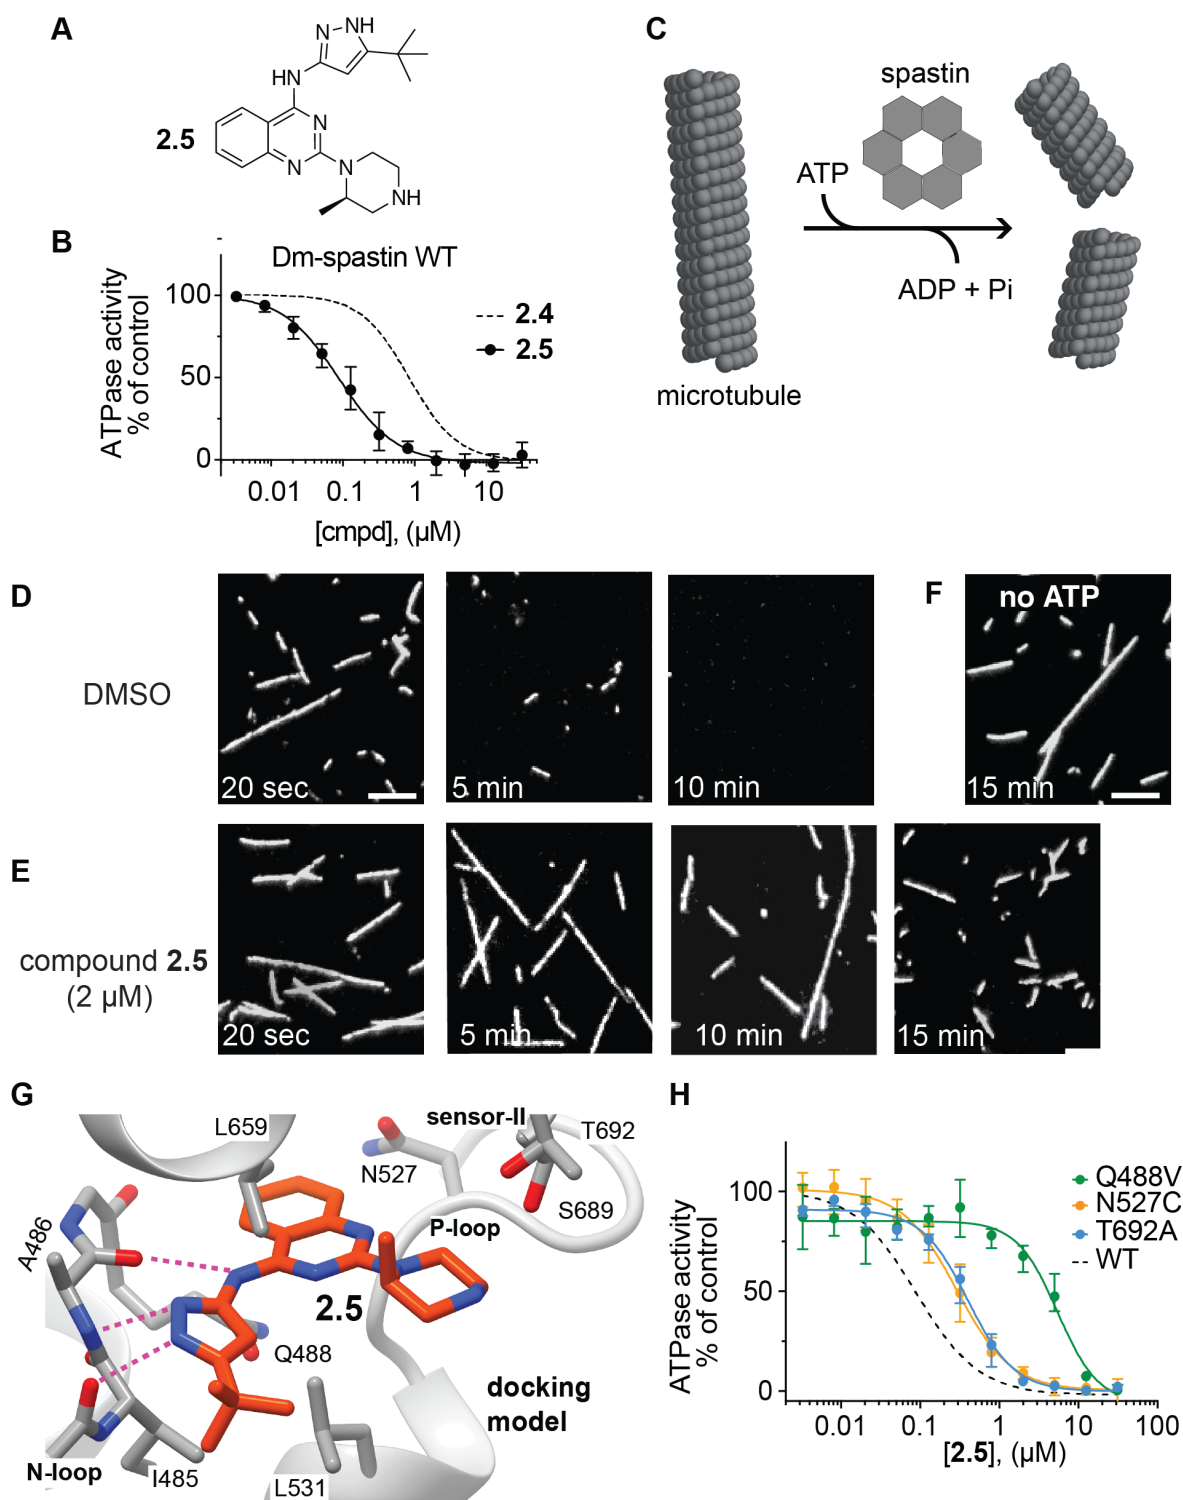 A
N
NH
HN
N
N
N
NH
2.5
B
Dm-spastin WT
ATPase activity
% of control
100
50
0
2.4
2.5
0.01
0.1
1
10
[cmpd], (µM)
C
spastin
ATP
ADP + Pi
microtubule
D
DMSO
20 sec
5 min
10 min
F
no ATP
15 min
E
compound 2.5
(2 µM)
20 sec
5 min
10 min
15 min
G
L659
sensor-II
T692
N527
S689
P-loop
A486
2.5
Q488
docking
model
N-loop
I485
L531
H
ATPase activity
% of control
100
50
0
Q488V
N527C
T692A
WT
0.01
0.1
1
10
100
[2.5], (µM)